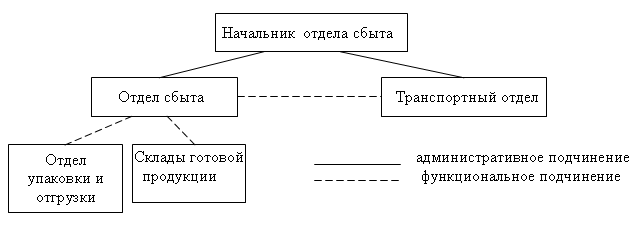 Начальник отдела сбыта
Отдел сбыта
Транспортный отдел
Отдел
упаковки и
отгрузки
Склады готовой
продукции
административное подчинение
функциональное подчинение